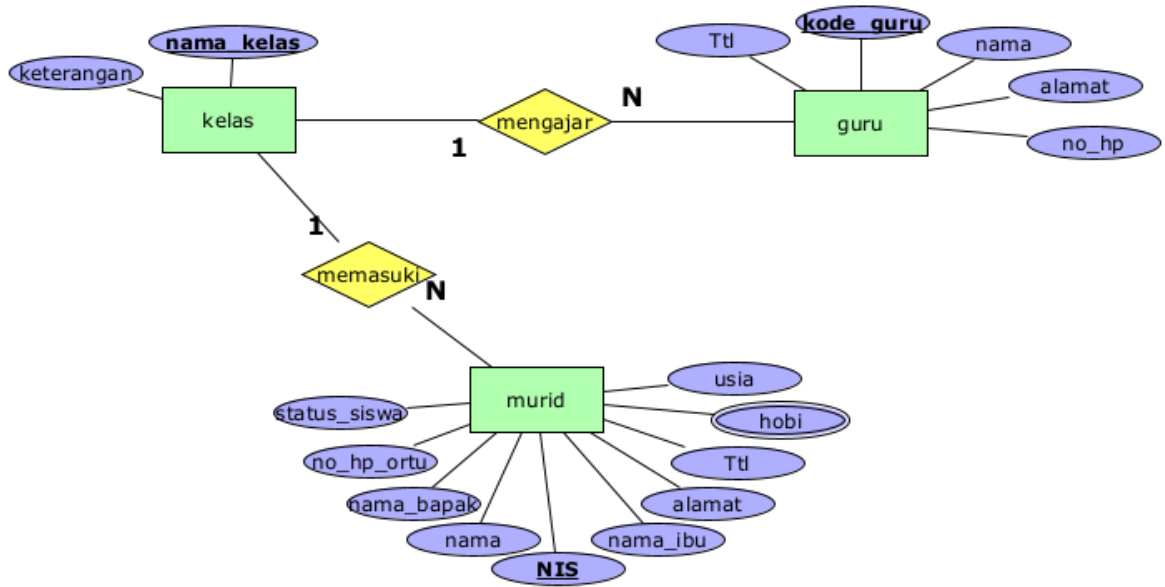 nama_kelas
keterangan
kelas
1
mengajar
N
kode_guru
Ttl
nama
alamat
no_hp
guru
1
memasuki
N
murid
usia
hobi
Ttl
alamat
nama_ibu
NIS
nama
nama_bapak
no_hp_ortu
status_siswa